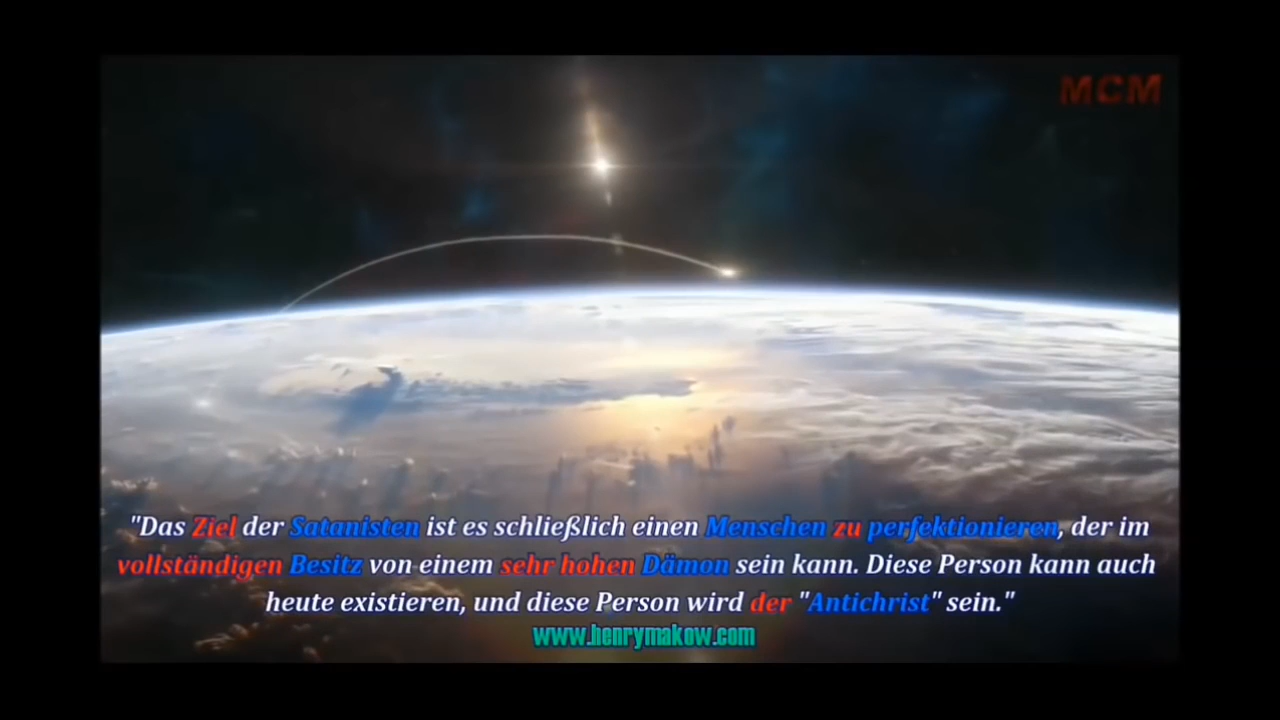 MCM
"Das Ziel der Satanisten ist es schließlich einen Menschen zu perfektionieren, der im
vollständigen Besitz von einem sehr hohen Dämon sein kann. Diese Person kann auch
heute existieren, und diese Person wird der "Antichrist" sein."
www.henrymakow.com